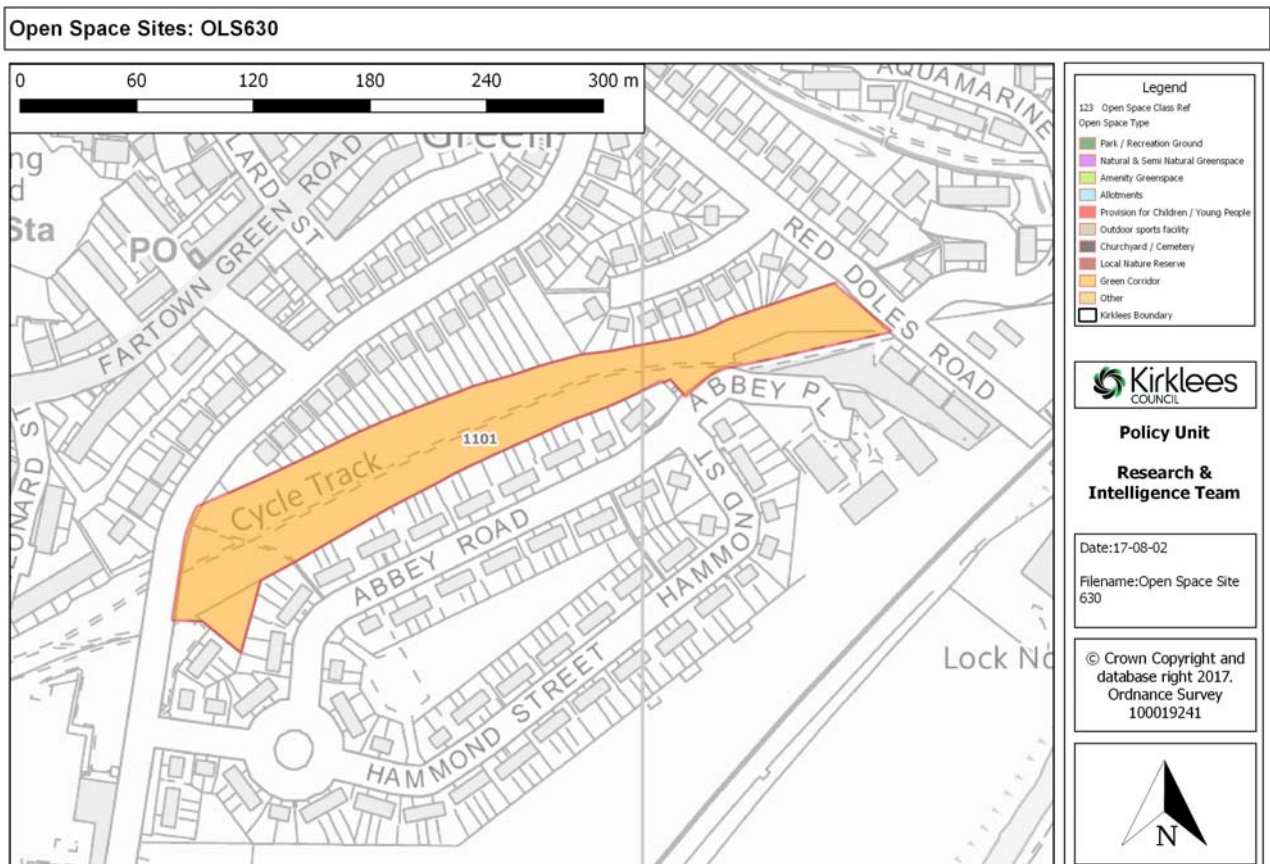 Open Space Sites: OLS630
0 60 120 180 240 300 m
Green
AQUAMARINE
ng
d
Sta
PO
LARD ST
FARTOWN GREEN ROAD
RED DOLES ROAD
EONARD ST
1101
Cycle Track
ABBEY PL
ABBEY ROAD
HAMMOND ST
HAMMOND STREET
Lock No
Legend
123 Open Space Class Ref
Open Space Type
Park / Recreation Ground
Natural & Semi Natural Greenspace
Amenity Greenspace
Allotments
Provision for Children / Young People
Outdoor sports facility
Churchyard / Cemetery
Local Nature Reserve
Green Corridor
Other
Kirklees Boundary
Kirklees
COUNCIL
Policy Unit
Research &
Intelligence Team
Date:17-08-02
Filename:Open Space Site
630
© Crown Copyright and
database right 2017.
Ordnance Survey
100019241
N